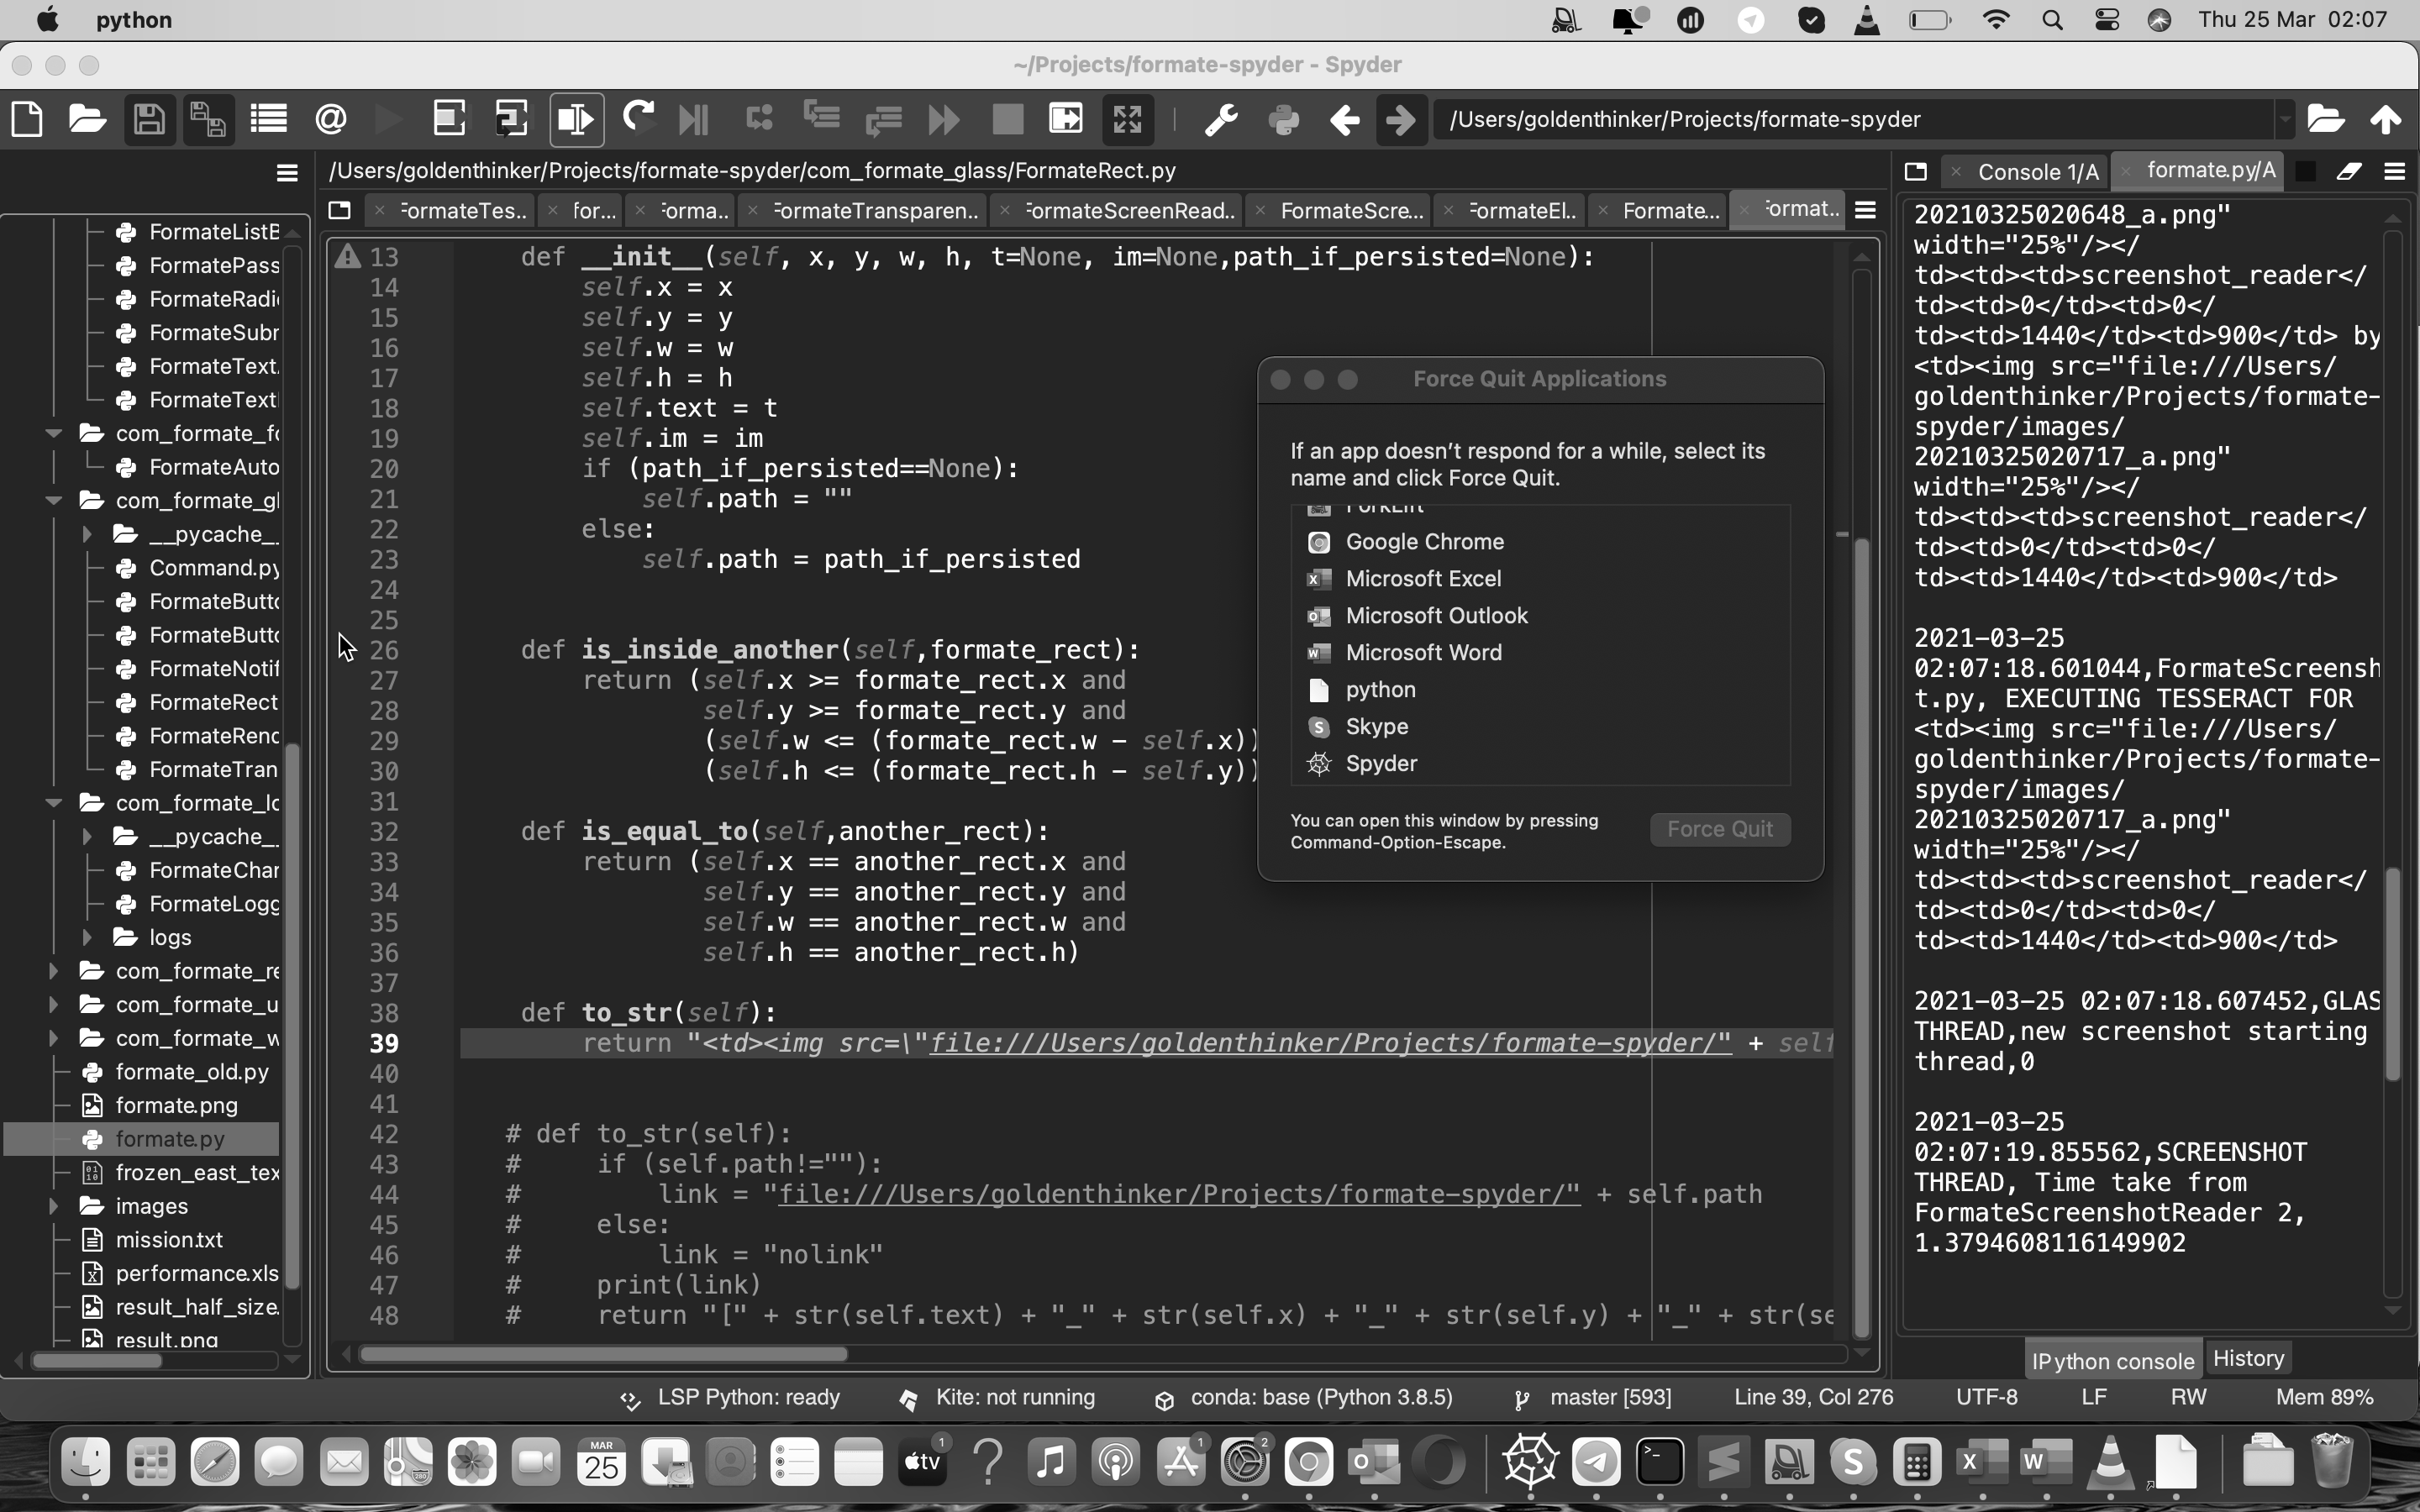 python
Thu 25 Mar 02:07
~/Projects/formate-spyder - Spyder
/Users/goldenthinker/Projects/formate-spyder
/Users/goldenthinker/Projects/formate-spyder/com_formate_glass/FormateRect.py
Console 1/A
formate.py/A
FormateTes..
for...
Forma..
FormateTransparen..
FormateScreenRead..
FormateScre...
FormateEl..
Formate...
Format..
FormateListB
FormatePass
FormateRadi
FormateSubr
FormateText.
FormateText
com_formate_fo
FormateAuto
com_formate_gl
__pycache__
Command.py
FormateButto
FormateButto
FormateNotif
FormateRect
FormateRend
FormateTran
com_formate_lo
__pycache__
FormateChar
FormateLogg
logs
com_formate_re
com_formate_u
com_formate_w
formate_old.py
formate.png
formate.py
frozen_east_tex
images
mission.txt
performance.xls
result_half_size.
result.png
13 def __init__(self, x, y, w, h, t=None, im=None,path_if_persisted=None):
14 self.x = x
15 self.y = y
16 self.w = w
17 self.h = h
18 self.text = t
19 self.im = im
20 if (path_if_persisted==None):
21 self.path = ""
22 else:
23 self.path = path_if_persisted
24
25
26 def is_inside_another(self,formate_rect):
27 return (self.x >= formate_rect.x and
28 self.y >= formate_rect.y and
29 (self.w <= (formate_rect.w - self.x))
30 (self.h <= (formate_rect.h - self.y))
31
32 def is_equal_to(self,another_rect):
33 return (self.x == another_rect.x and
34 self.y == another_rect.y and
35 self.w == another_rect.w and
36 self.h == another_rect.h)
37
38 def to_str(self):
39 return "<td><img src=\"file:///Users/goldenthinker/Projects/formate-spyder/" + self
40
41
42 # def to_str(self):
43 # if (self.path!=""):
44 # link = "file:///Users/goldenthinker/Projects/formate-spyder/" + self.path
45 # else:
46 # link = "nolink"
47 # print(link)
48 # return "[" + str(self.text) + "_" + str(self.x) + "_" + str(self.y) + "_" + str(se
Force Quit Applications
If an app doesn't respond for a while, select its
name and click Force Quit.
ForkLift
Google Chrome
Microsoft Excel
Microsoft Outlook
Microsoft Word
python
Skype
Spyder
You can open this window by pressing
Command-Option-Escape.
Force Quit
20210325020648_a.png"
width="25%"/></
td><td><td>screenshot_reader</
td><td>0</td><td>0</
td><td>1440</td><td>900</td> by
<td><img src="file:///Users/
goldenthinker/Projects/formate-
spyder/images/
20210325020717_a.png"
width="25%"/></
td><td><td>screenshot_reader</
td><td>0</td><td>0</
td><td>1440</td><td>900</td>
2021-03-25
02:07:18.601044,FormateScreensh
t.py, EXECUTING TESSERACT FOR
<td><img src="file:///Users/
goldenthinker/Projects/formate-
spyder/images/
20210325020717_a.png"
width="25%"/></
td><td><td>screenshot_reader</
td><td>0</td><td>0</
td><td>1440</td><td>900</td>
2021-03-25 02:07:18.607452,GLAS
THREAD,new screenshot starting
thread,0
2021-03-25
02:07:19.855562,SCREENSHOT
THREAD, Time take from
FormateScreenshotReader 2,
1.3794608116149902
IPython console
History
LSP Python: ready
Kite: not running
conda: base (Python 3.8.5)
master [593]
Line 39, Col 276
UTF-8
LF
RW
Mem 89%
MAR
25
tv
1
1
2